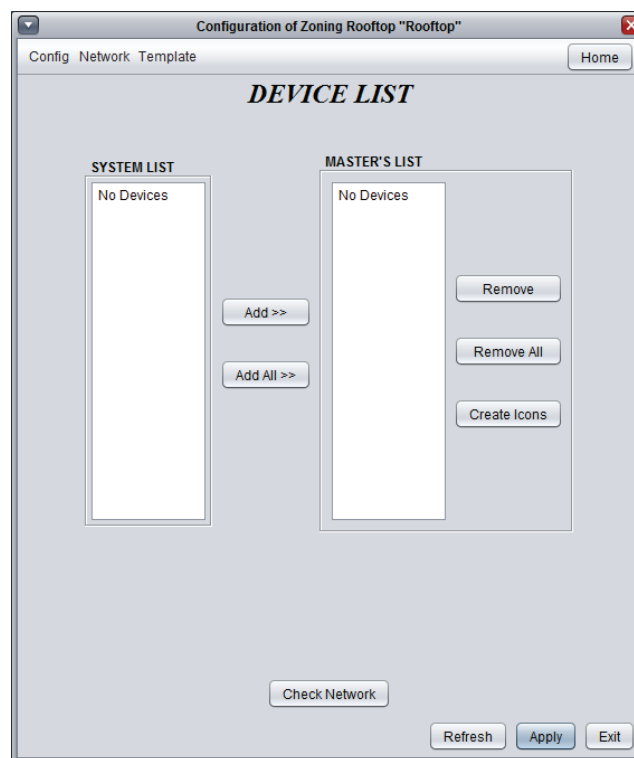 Configuration of Zoning Rooftop "Rooftop"
Config Network Template Home
DEVICE LIST
SYSTEM LIST
No Devices
Add >>
Add All >>
MASTER'S LIST
No Devices
Remove
Remove All
Create Icons
Check Network
Refresh Apply Exit